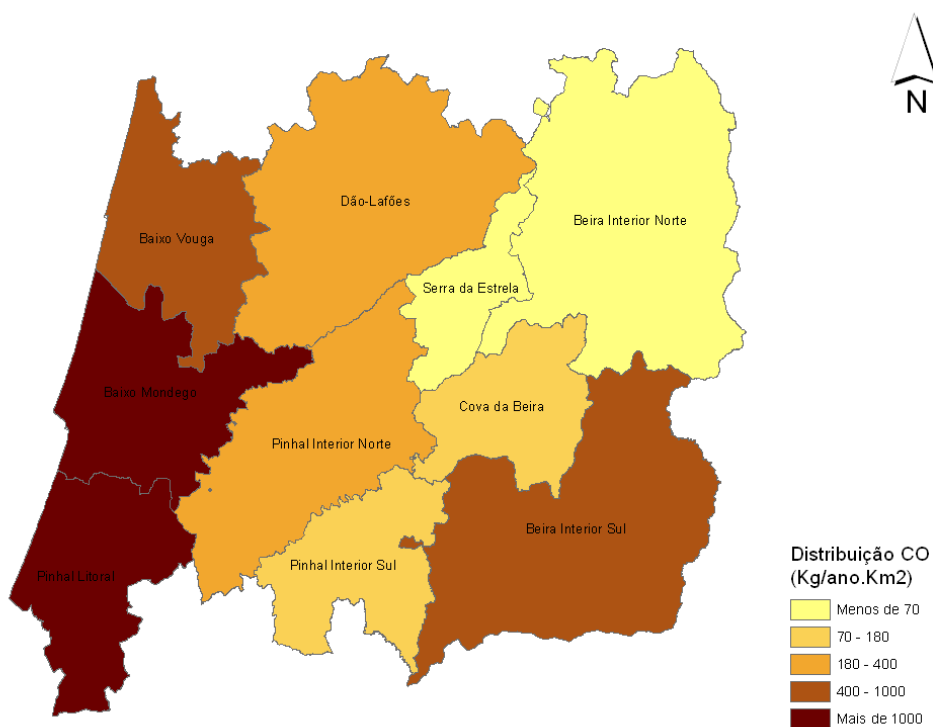 N
Dão-Lafões
Beira Interior Norte
Baixo Vouga
Serra da Estrela
Baixo Mondego
Cova da Beira
Pinhal Interior Norte
Beira Interior Sul
Pinhal Interior Sul
Pinhal Litoral
Distribuição CO
(Kg/ano.Km2)
Menos de 70
70 - 180
180 - 400
400 - 1000
Mais de 1000